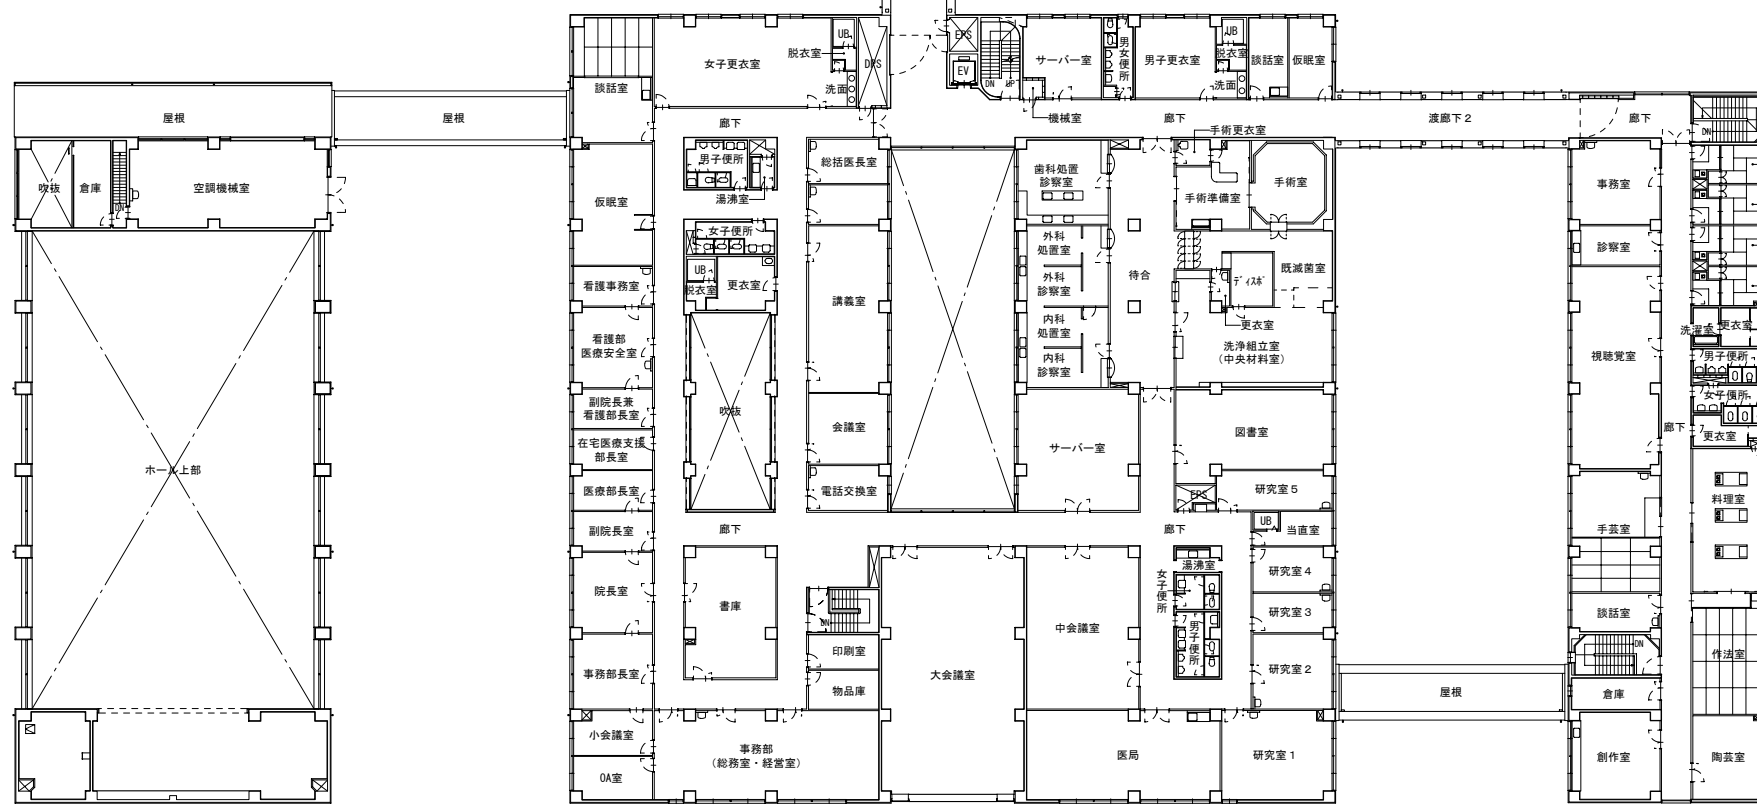 屋根
屋根
吹抜
倉庫
DN
空調機械室
ホール上部
談話室
女子更衣室
UB
脱衣室
洗面
DPS
EPS
EV
DN
UP
サーバー室
機械室
男女便所
男子更衣室
UB
脱衣室
洗面
談話室
仮眠室
廊下
廊下
渡廊下2
廊下
DN
仮眠室
男子便所
湯沸室
女子便所
UB
脱衣室
更衣室
吹抜
総括医長室
講義室
会議室
電話交換室
看護事務室
看護部
医療安全室
副院長兼
看護部長室
在宅医療支援
部長室
医療部長室
副院長室
院長室
事務部長室
小会議室
OA室
廊下
書庫
DN
印刷室
物品庫
事務部
(総務室・経営室)
大会議室
歯科処置
診察室
外科
処置室
外科
診察室
内科
処置室
内科
診察室
待合
手術更衣室
手術準備室
手術室
既滅菌室
ディスポ
更衣室
洗浄組立室
(中央材料室)
サーバー室
図書室
EPS
研究室5
廊下
UB
当直室
湯沸室
女子便所
男子便所
研究室4
研究室3
研究室2
中会議室
医局
研究室1
屋根
事務室
診察室
視聴覚室
手芸室
談話室
DN
倉庫
創作室
廊下
洗濯室
更衣室
男子便所
女子便所
更衣室
料理室
作法室
陶芸室